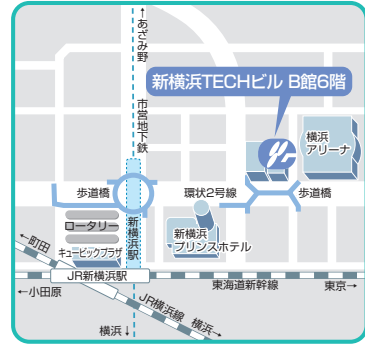 ←あざみ野
市営地下鉄
新横浜TECHビル B館6階
横浜
アリーナ
歩道橋
環状2号線
歩道橋
ロータリー
新横浜駅
新横浜
プリンスホテル
キュービックプラザ
←町田
JR新横浜駅
東海道新幹線
東京→
←小田原
JR横浜線
横浜→
横浜↓